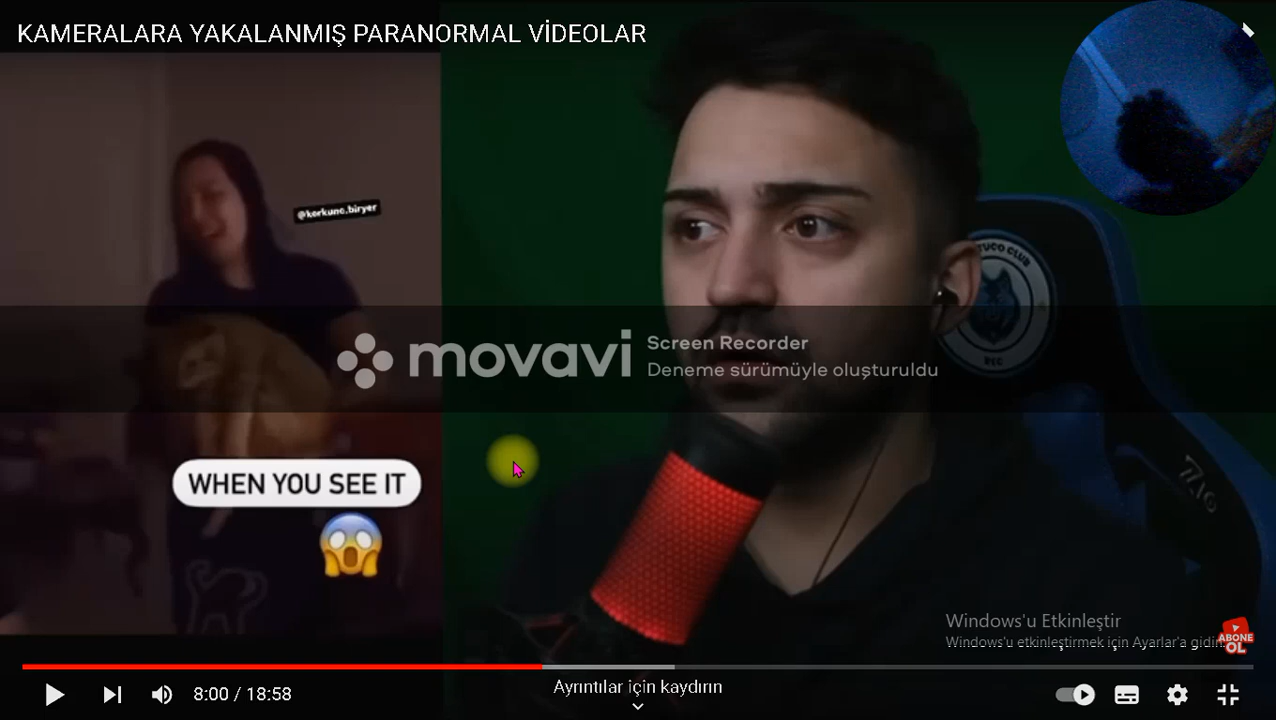 KAMERALARA YAKALANMIŞ PARANORMAL VİDEOLAR
@korkunc.biryer
movavi
Screen Recorder
Deneme sürümüyle oluşturuldu
WHEN YOU SEE IT
Windows'u Etkinleştir
Windows'u etkinleştirmek için Ayarlar'a gidin
ABONE
OL
8:00 / 18:58
Ayrıntılar için kaydırın